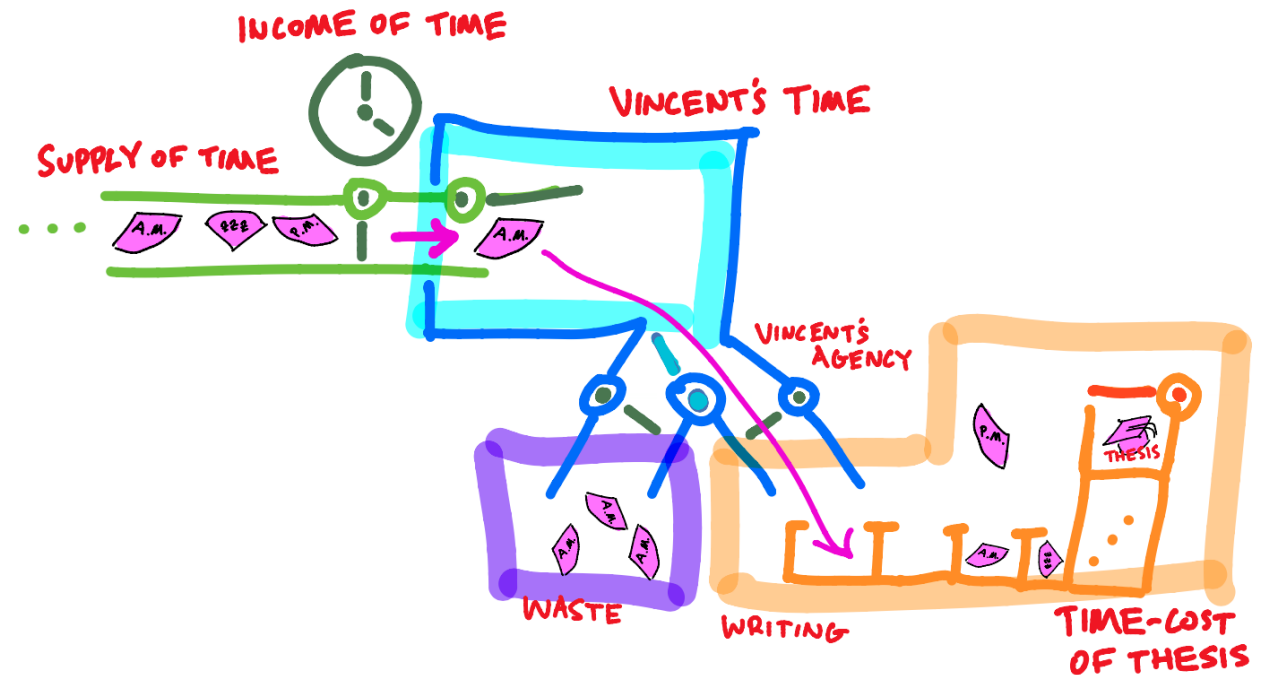 INCOME OF TIME
VINCENT'S TIME
SUPPLY OF TIME
A.M.
zzz
P.M.
A.M.
VINCENT'S
AGENCY
P.M.
THESIS
A.M.
A.M.
A.M.
A.M.
zzz
WASTE
WRITING
TIME-COST
OF THESIS